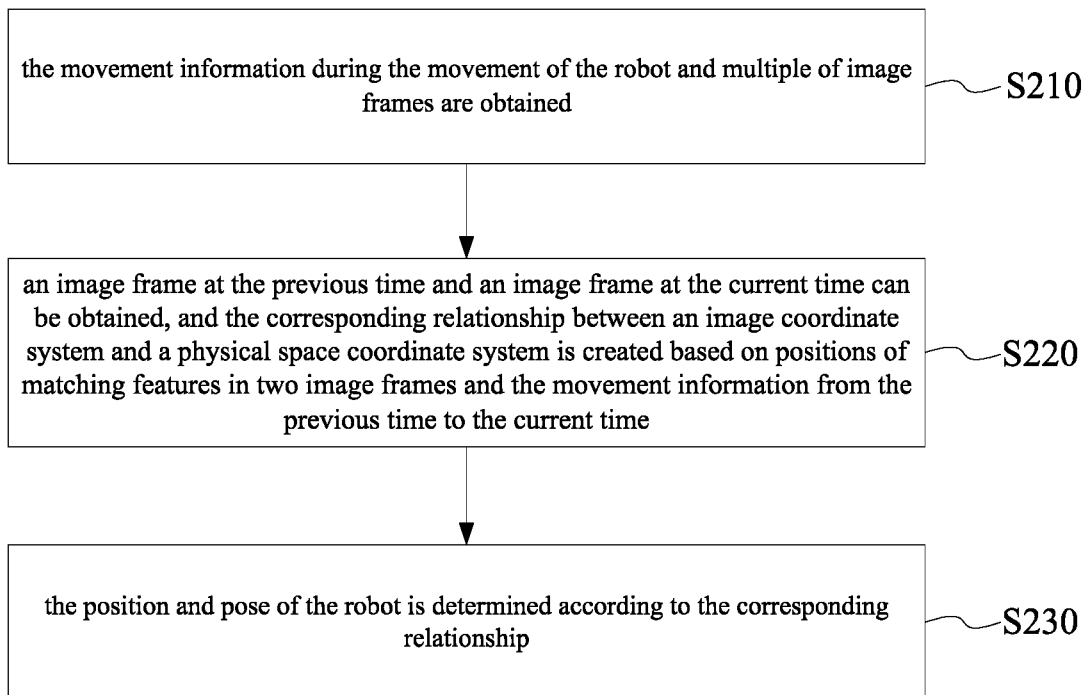 the movement information during the movement of the robot and multiple of image
frames are obtained
S210
an image frame at the previous time and an image frame at the current time can
be obtained, and the corresponding relationship between an image coordinate
system and a physical space coordinate system is created based on positions of
matching features in two image frames and the movement information from the
previous time to the current time
S220
the position and pose of the robot is determined according to the corresponding
relationship
S230